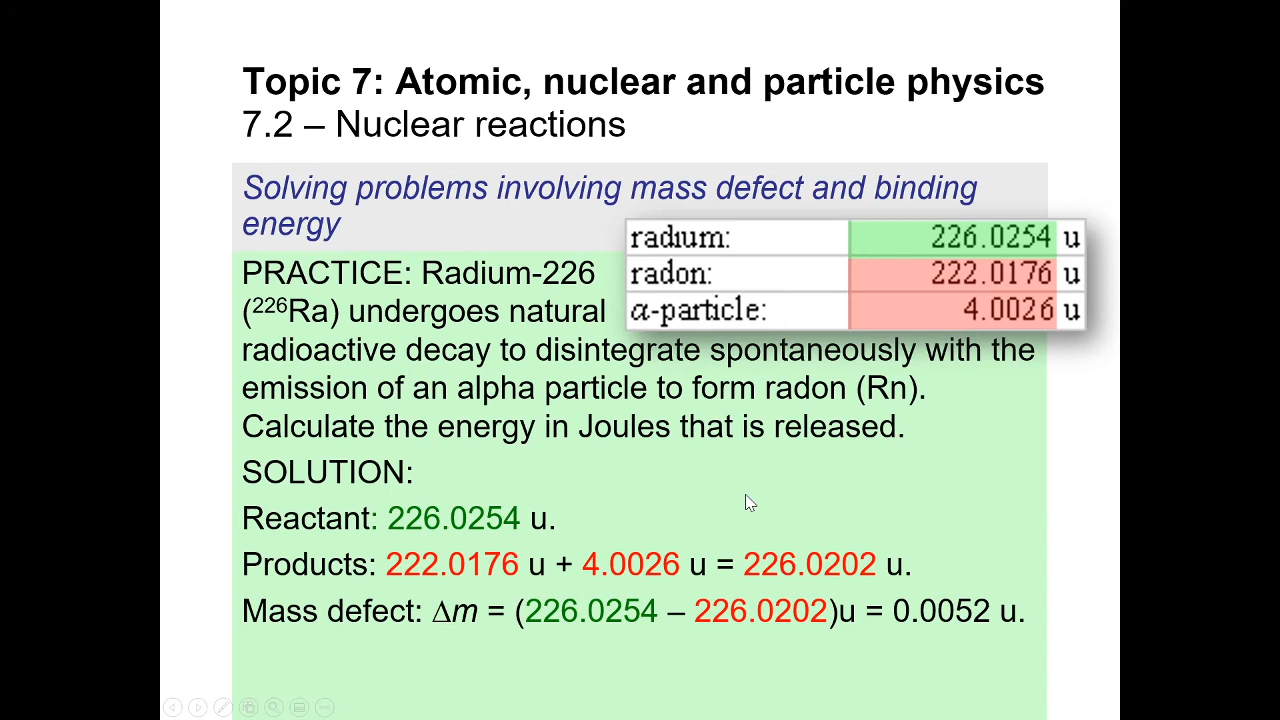 Topic 7: Atomic, nuclear and particle physics
7.2 – Nuclear reactions
Solving problems involving mass defect and binding
energy
radium: 226.0254 u
radon: 222.0176 u
α-particle: 4.0026 u
PRACTICE: Radium-226
(²²⁶Ra) undergoes natural
radioactive decay to disintegrate spontaneously with the
emission of an alpha particle to form radon (Rn).
Calculate the energy in Joules that is released.
SOLUTION:
Reactant: 226.0254 u.
Products: 222.0176 u + 4.0026 u = 226.0202 u.
Mass defect: ∆m = (226.0254 – 226.0202)u = 0.0052 u.